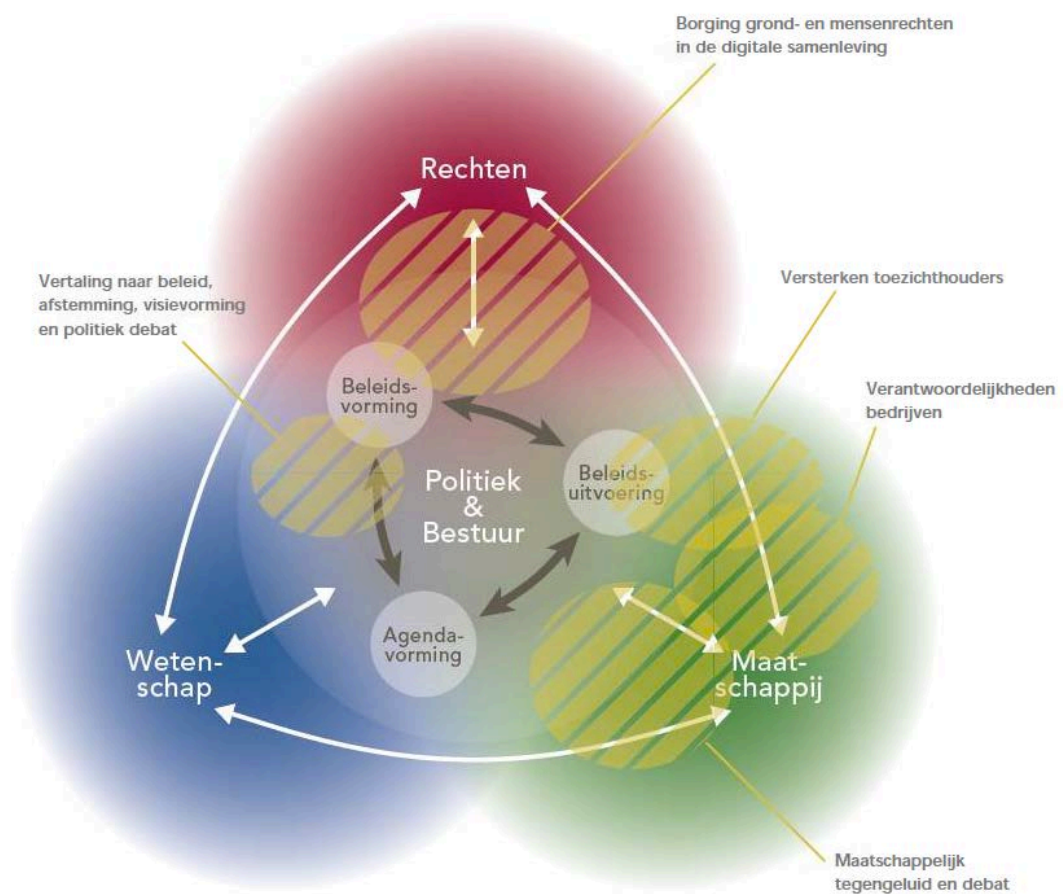 Borging grond- en mensenrechten
in de digitale samenleving
Rechten
Vertaling naar beleid,
afstemming, visievorming
en politiek debat
Versterken toezichthouders
Verantwoordelijkheden
bedrijven
Beleids-
vorming
Politiek
&
Bestuur
Beleids-
uitvoering
Agenda-
vorming
Weten-
schap
Maat-
schappij
Maatschappelijk
tegengeluid en debat